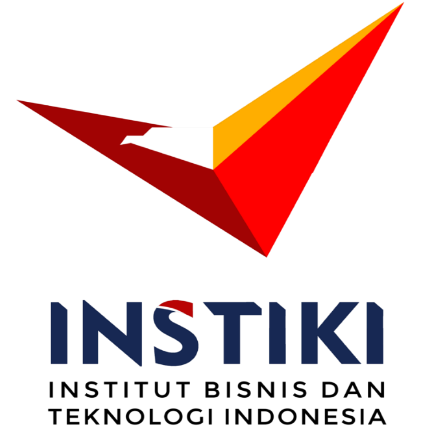 INSTIKI
INSTITUT BISNIS DAN
TEKNOLOGI INDONESIA